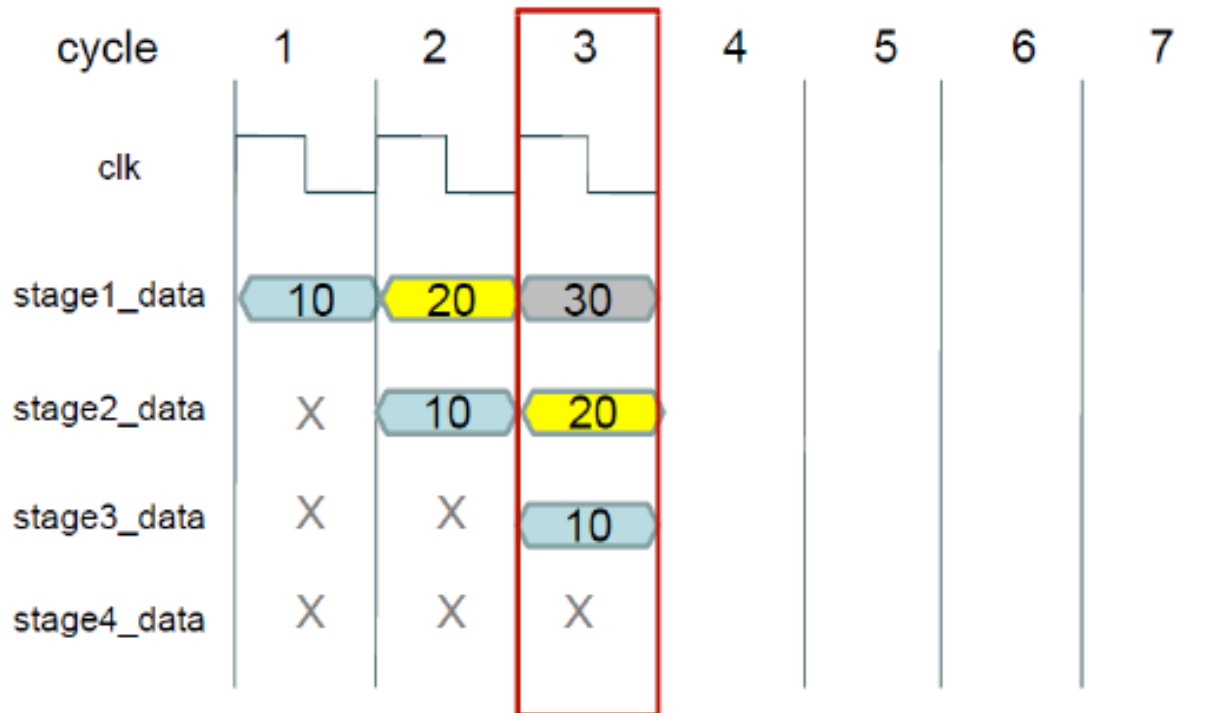 cycle 1 2 3 4 5 6 7
clk
stage1_data 10 20 30
stage2_data X 10 20
stage3_data X X 10
stage4_data X X X